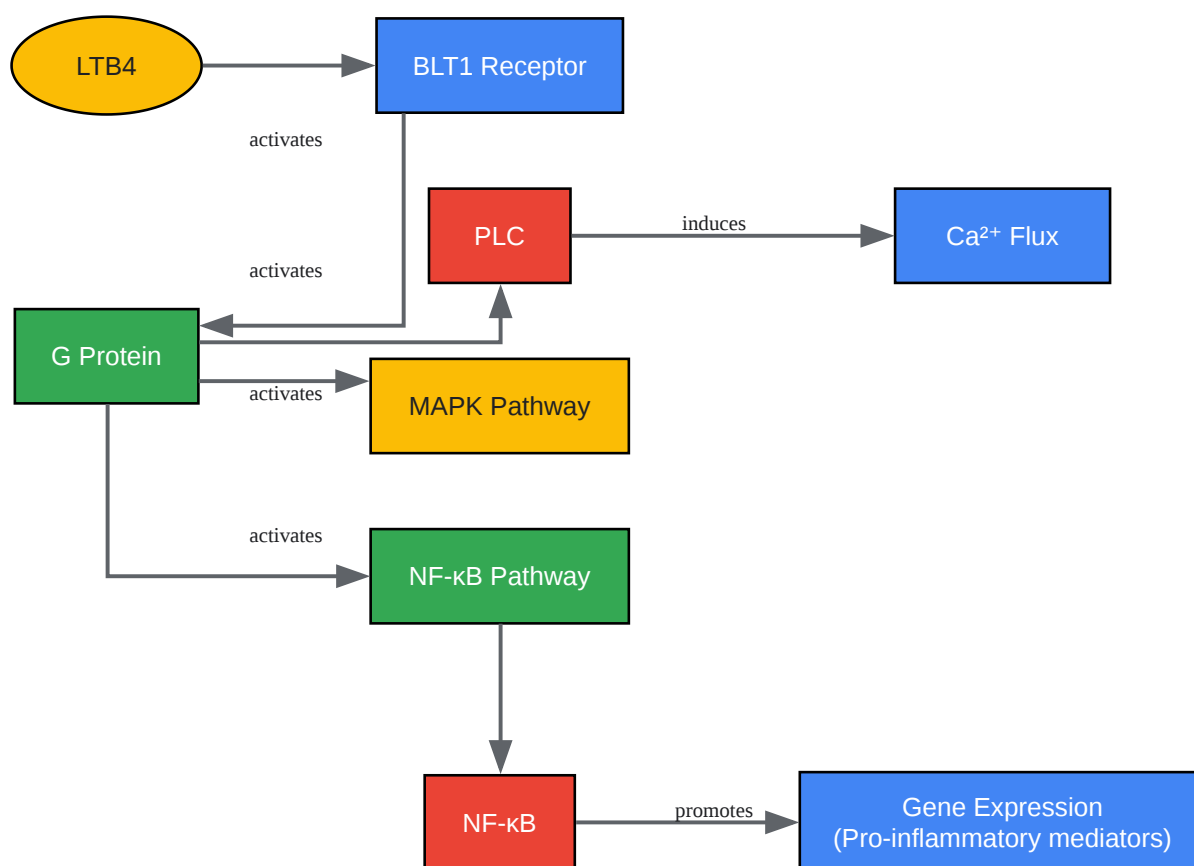 LTB4
BLT1 Receptor
activates
PLC
induces
Ca²⁺ Flux
activates
G Protein
activates
MAPK Pathway
activates
NF-κB Pathway
NF-κB
promotes
Gene Expression
(Pro-inflammatory mediators)